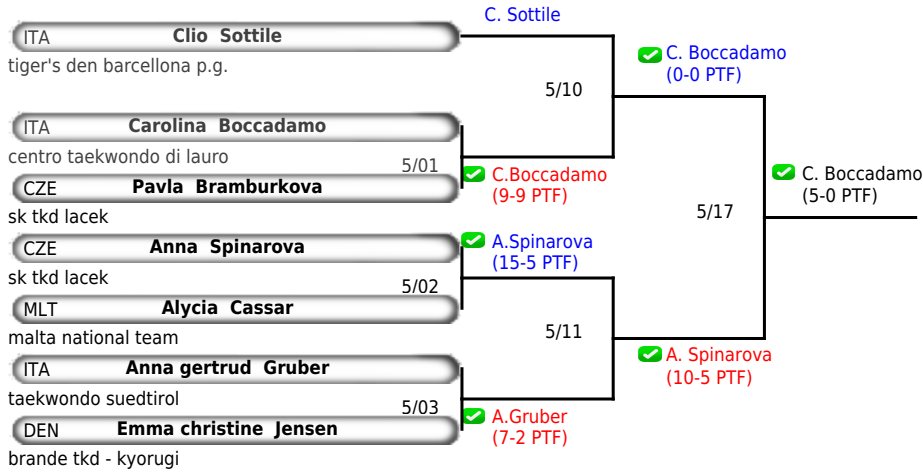 C. Sottile
ITA Clio Sottile
tiger's den barcellona p.g.
C. Boccadamo
(0-0 PTF)
5/10
ITA Carolina Boccadamo
centro taekwondo di lauro
5/01
CZE Pavla Bramburkova
sk tkd lacek
C.Boccadamo
(9-9 PTF)
C. Boccadamo
(5-0 PTF)
5/17
CZE Anna Spinarova
sk tkd lacek
A.Spinarova
(15-5 PTF)
5/02
MLT Alycia Cassar
malta national team
5/11
A. Spinarova
(10-5 PTF)
ITA Anna gertrud Gruber
taekwondo suedtirol
5/03
DEN Emma christine Jensen
brande tkd - kyorugi
A.Gruber
(7-2 PTF)